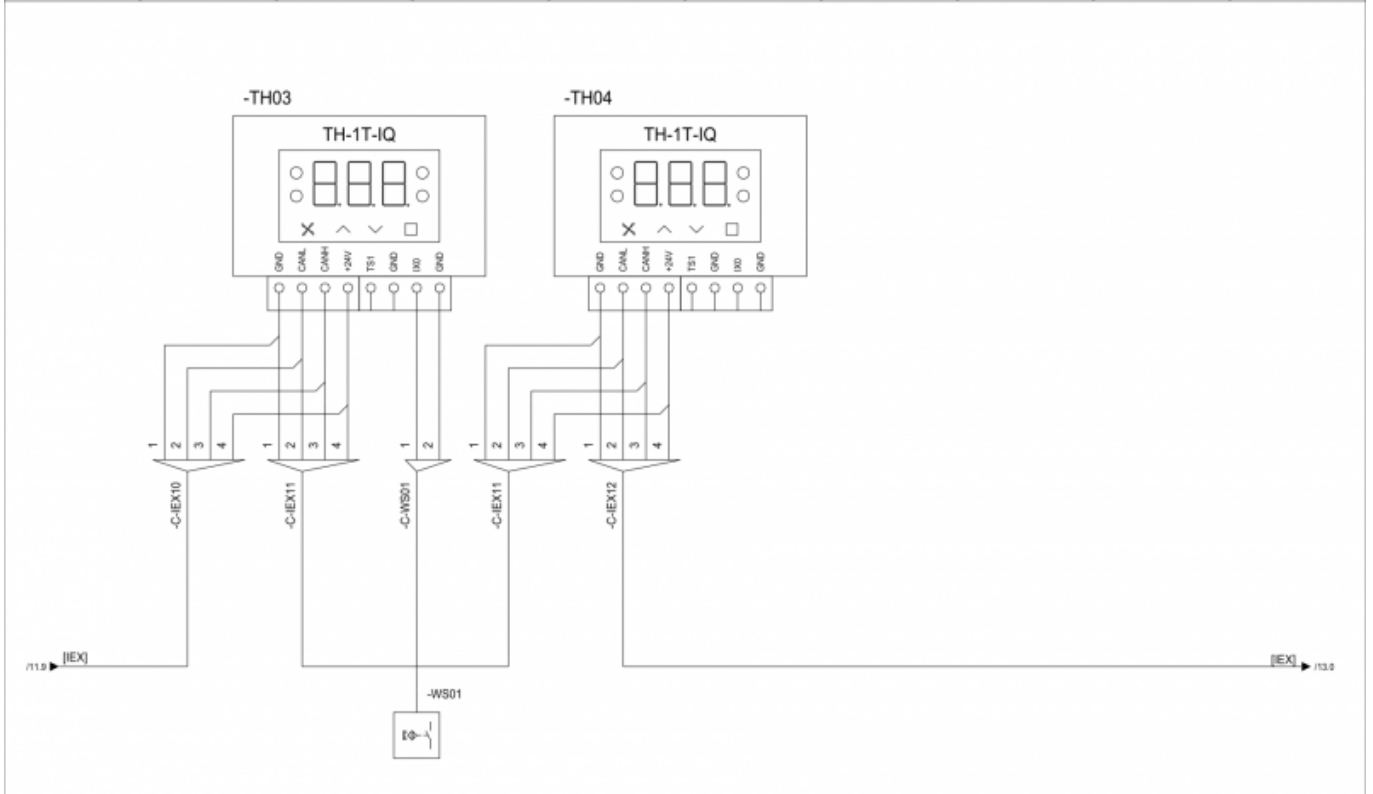 -TH03
-TH04
TH-1T-IQ
TH-1T-IQ
GND CANL CANH +24V TS1 GND IX0 GND
GND CANL CANH +24V TS1 GND IX0 GND
1 2 3 4 1 2 3 4 1 2 1 2 3 4 1 2 3 4
-C-IEX10
-C-IEX11
-C-WS01
-C-IEX11
-C-IEX12
/11.9 [IEX]
[IEX] /13.0
-WS01